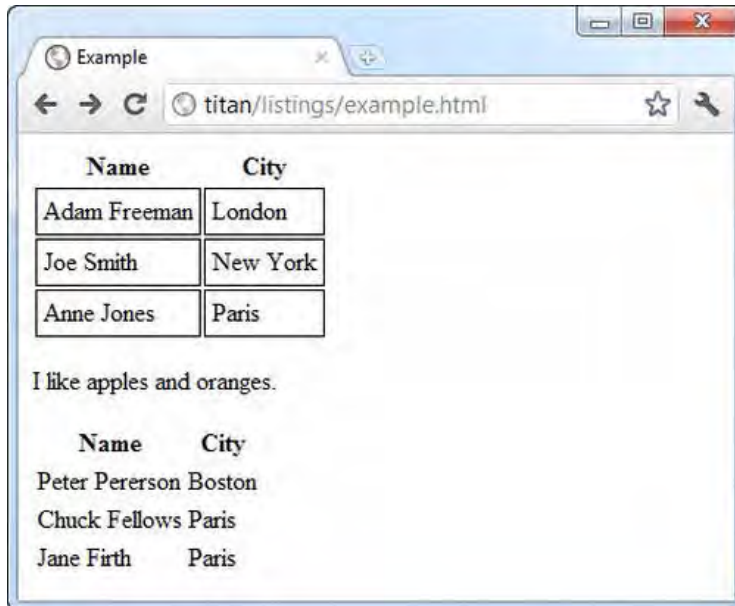 Example
titan/listings/example.html
Name City
Adam Freeman London
Joe Smith New York
Anne Jones Paris
I like apples and oranges.
Name City
Peter Pererson Boston
Chuck Fellows Paris
Jane Firth Paris